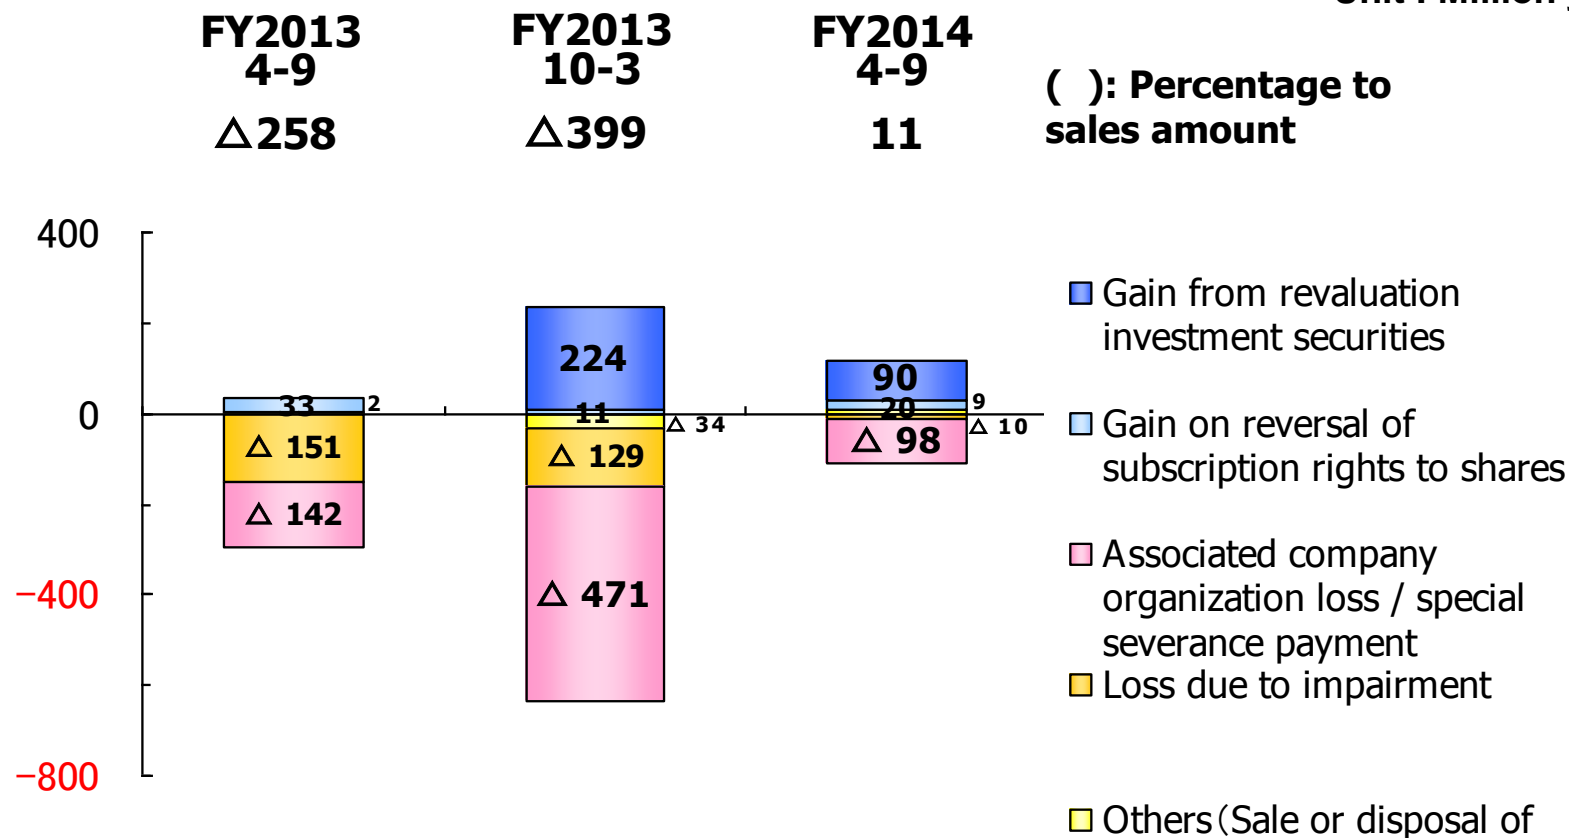 FY2013
4-9
△258
FY2013
10-3
△399
FY2014
4-9
11
( ): Percentage to
sales amount
400
0
−400
−800
33
2
△ 151
△ 142
224
11
△ 34
△ 129
△ 471
90
20
9
△ 10
△ 98
Gain from revaluation
investment securities
Gain on reversal of
subscription rights to shares
Associated company
organization loss / special
severance payment
Loss due to impairment
Others(Sale or disposal of